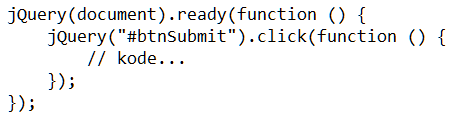 jQuery(document).ready(function () {
    jQuery("#btnSubmit").click(function () {
        // kode...
    });
});